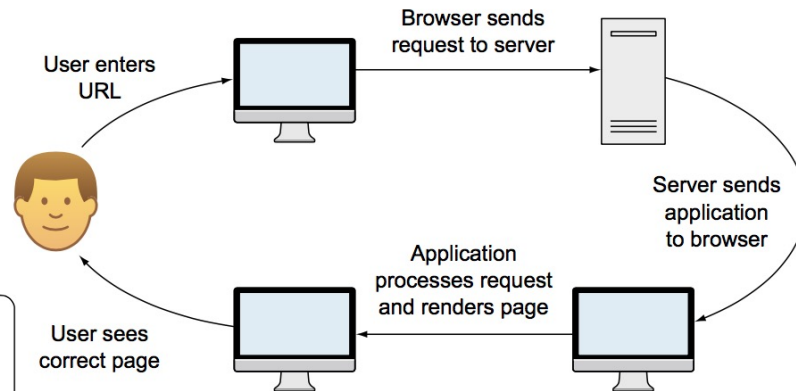 Browser sends
request to server
User enters
URL
Server sends
application
to browser
Application
processes request
and renders page
User sees
correct page